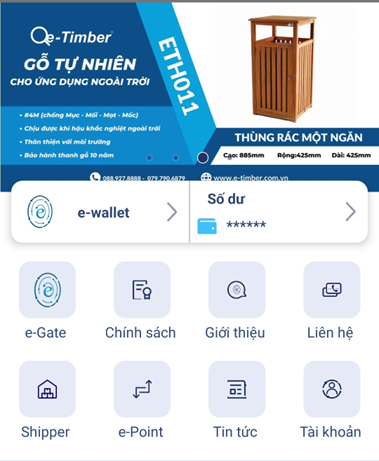 e-Timber®
GỖ TỰ NHIÊN
CHO ỨNG DỤNG NGOÀI TRỜI
• #4M (chống Mục - Mối - Mọt - Mốc)
• Chịu được khí hậu khắc nghiệt ngoài trời
• Thân thiện với môi trường
• Bảo hành thanh gỗ 10 năm
ETH011
THÙNG RÁC MỘT NGĂN
Cao: 885mm Rộng:425mm Dài: 425mm
088.927.8888 - 079.790.6879
www.e-timber.com.vn
e-wallet
Số dư
******
e-Gate
Chính sách
Giới thiệu
Liên hệ
Shipper
e-Point
Tin tức
Tài khoản